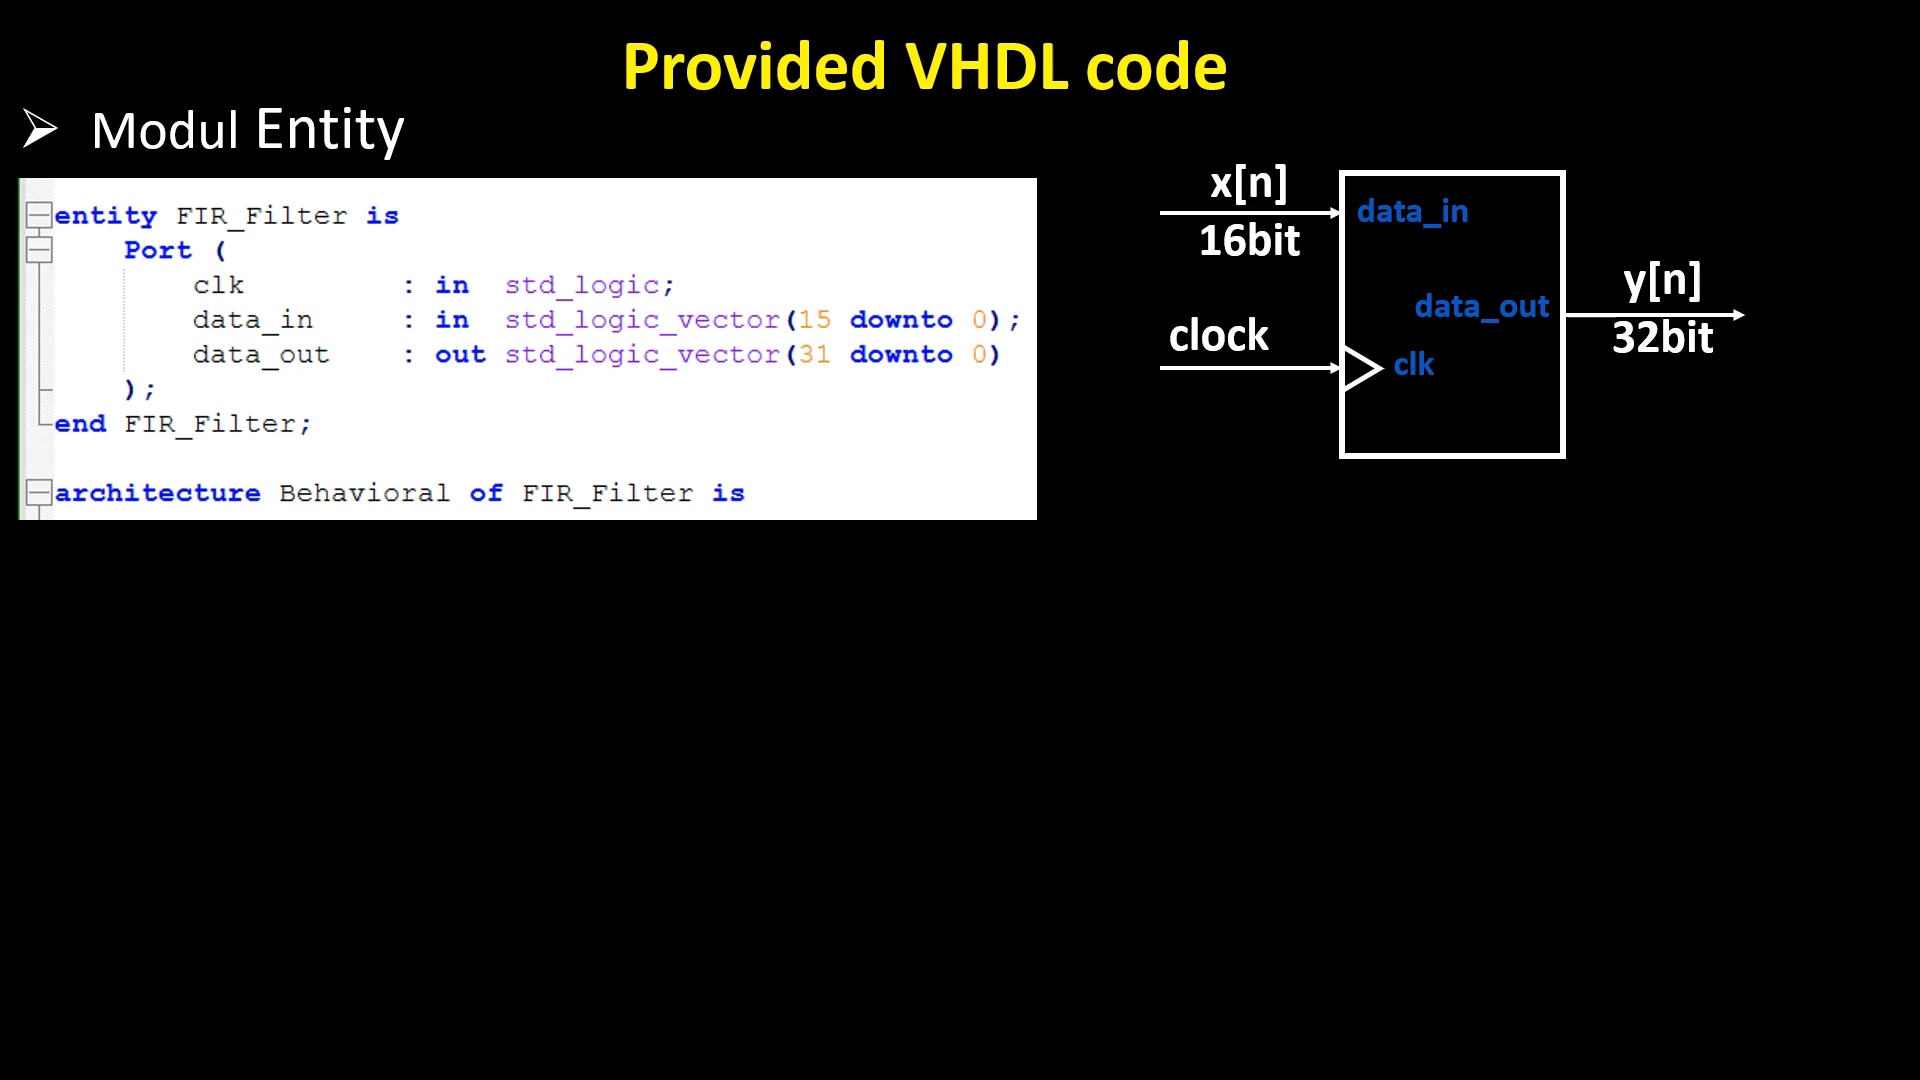 Provided VHDL code
➢ Modul Entity
entity FIR_Filter is
Port (
clk : in std_logic;
data_in : in std_logic_vector(15 downto 0);
data_out : out std_logic_vector(31 downto 0)
);
end FIR_Filter;
architecture Behavioral of FIR_Filter is
x[n]
16bit
data_in
clock
clk
data_out
y[n]
32bit